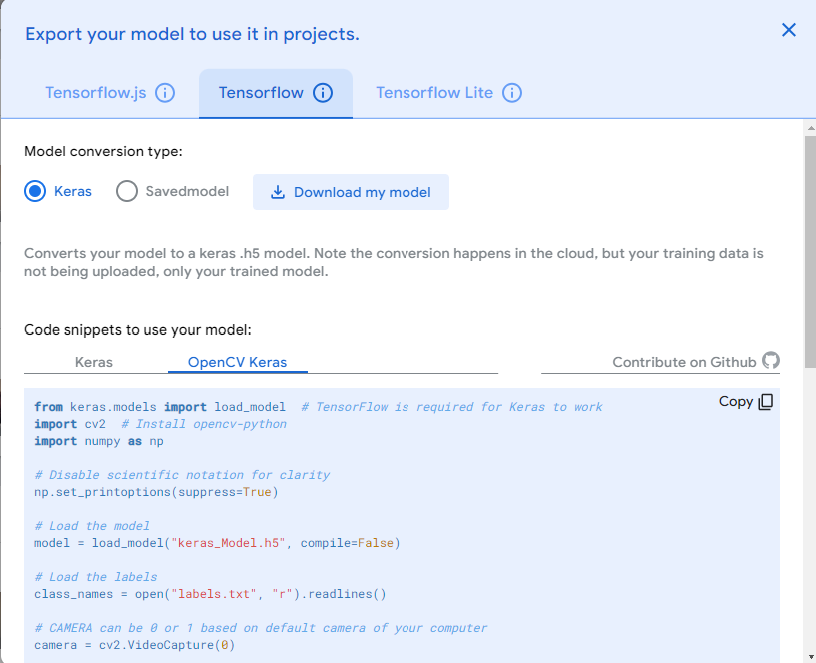 Export your model to use it in projects.
Tensorflow.js Tensorflow Tensorflow Lite
Model conversion type:
Keras Savedmodel Download my model
Converts your model to a keras .h5 model. Note the conversion happens in the cloud, but your training data is
not being uploaded, only your trained model.
Code snippets to use your model:
Keras OpenCV Keras Contribute on Github
Copy
from keras.models import load_model  # TensorFlow is required for Keras to work
import cv2  # Install opencv-python
import numpy as np
# Disable scientific notation for clarity
np.set_printoptions(suppress=True)
# Load the model
model = load_model("keras_Model.h5", compile=False)
# Load the labels
class_names = open("labels.txt", "r").readlines()
# CAMERA can be 0 or 1 based on default camera of your computer
camera = cv2.VideoCapture(0)